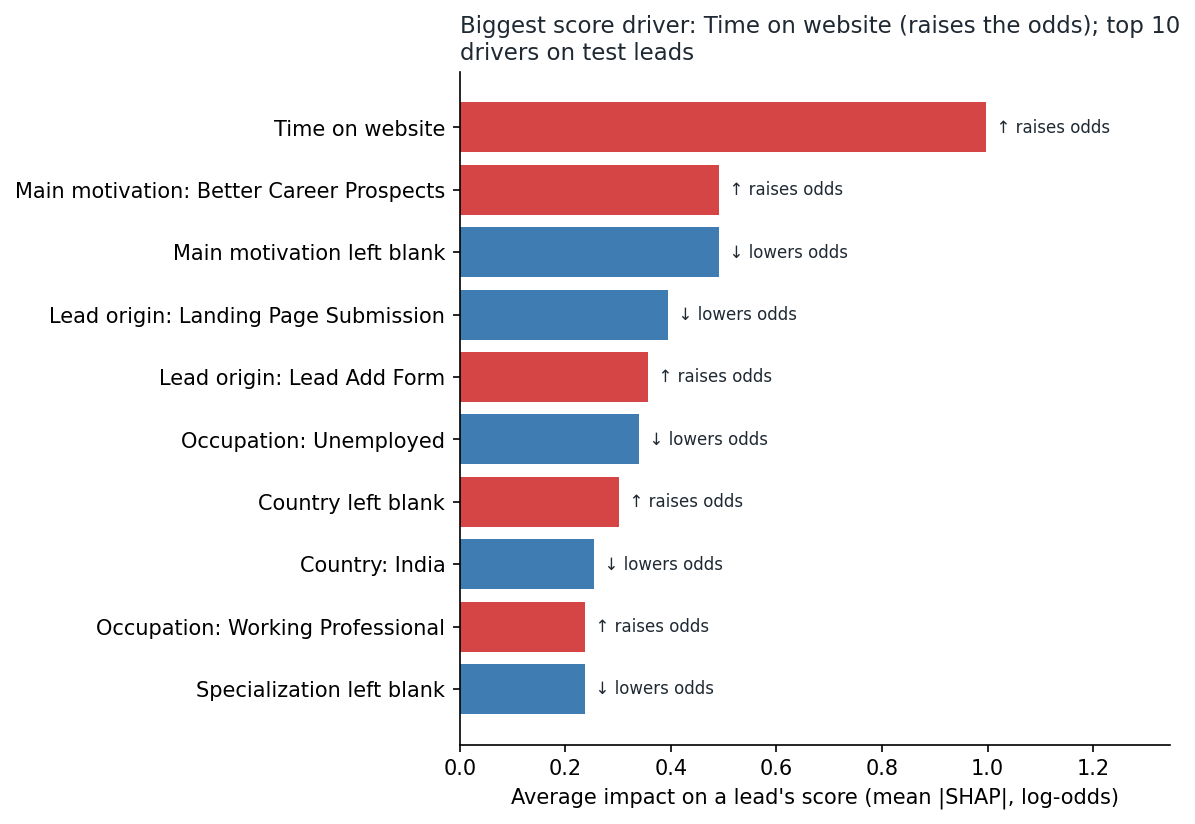 Biggest score driver: Time on website (raises the odds); top 10
drivers on test leads
Time on website
↑ raises odds
Main motivation: Better Career Prospects
↑ raises odds
Main motivation left blank
↓ lowers odds
Lead origin: Landing Page Submission
↓ lowers odds
Lead origin: Lead Add Form
↑ raises odds
Occupation: Unemployed
↓ lowers odds
Country left blank
↑ raises odds
Country: India
↓ lowers odds
Occupation: Working Professional
↑ raises odds
Specialization left blank
↓ lowers odds
0.0 0.2 0.4 0.6 0.8 1.0 1.2
Average impact on a lead's score (mean |SHAP|, log-odds)